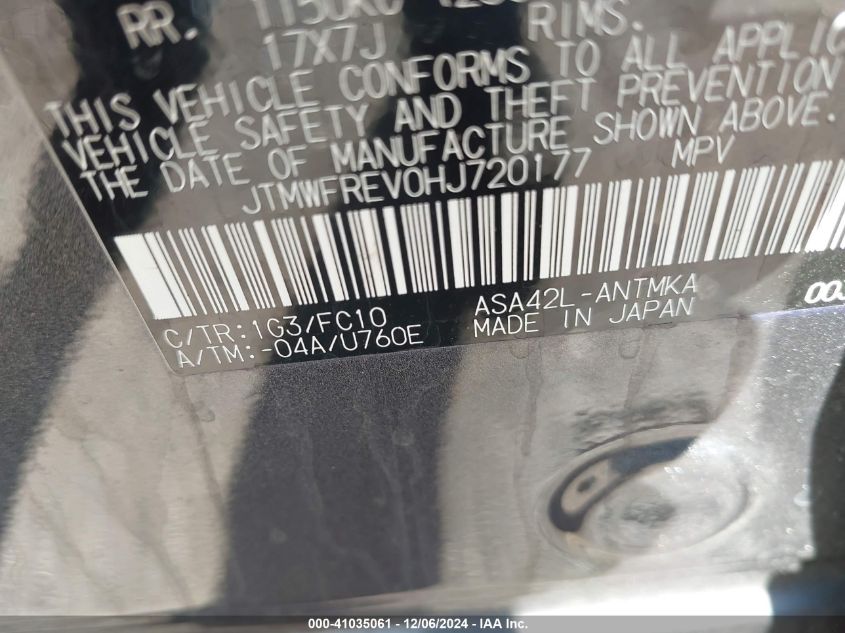 RR. 1150KG
17X7J RIMS.
THIS VEHICLE CONFORMS TO ALL APPLIC
VEHICLE SAFETY AND THEFT PREVENTION
THE DATE OF MANUFACTURE SHOWN ABOVE.
JTMWFREV0HJ720177 MPV
C/TR:1G3/FC10 ASA42L-ANTMKA 003
A/TM:-04A/U760E MADE IN JAPAN
000-41035061 - 12/06/2024 - IAA Inc.